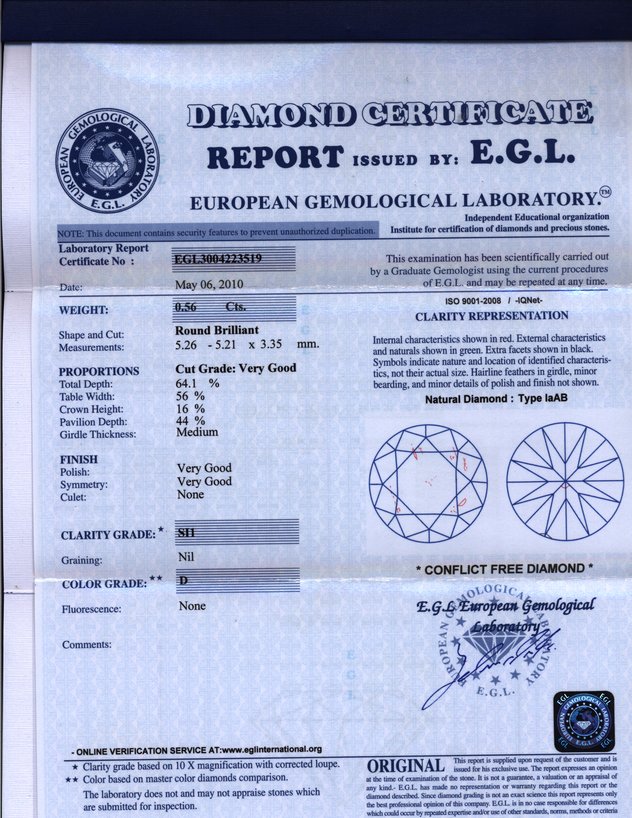 DIAMOND CERTIFICATE
REPORT ISSUED BY: E.G.L.
EUROPEAN GEMOLOGICAL LABORATORY.™
EUROPEAN GEMOLOGICAL LABORATORY
E.G.L.
Independent Educational organization
Institute for certification of diamonds and precious stones.
NOTE: This document contains security features to prevent unauthorized duplication.
Laboratory Report
Certificate No : EGL3004223519
Date: May 06, 2010
This examination has been scientifically carried out
by a Graduate Gemologist using the current procedures
of E.G.L. and may be repeated at any time.
WEIGHT: 0.56 Cts.
Shape and Cut: Round Brilliant
Measurements: 5.26 - 5.21 x 3.35 mm.
PROPORTIONS Cut Grade: Very Good
Total Depth: 64.1 %
Table Width: 56 %
Crown Height: 16 %
Pavilion Depth: 44 %
Girdle Thickness: Medium
FINISH
Polish: Very Good
Symmetry: Very Good
Culet: None
CLARITY GRADE: * SI1
Graining: Nil
COLOR GRADE: ** D
Fluorescence: None
Comments:
ISO 9001-2008 / -IQNet-
CLARITY REPRESENTATION
Internal characteristics shown in red. External characteristics
and naturals shown in green. Extra facets shown in black.
Symbols indicate nature and location of identified characteris-
tics, not their actual size. Hairline feathers in girdle, minor
bearding, and minor details of polish and finish not shown.
Natural Diamond : Type IaAB
* CONFLICT FREE DIAMOND *
E.G.L European Gemological
Laboratory
EUROPEAN GEMOLOGICAL LABORATORY
E.G.L.
EGL EGL
EUROPEAN GEMOLOGICAL LABORATORY
E.G.L.
EGL EGL
- ONLINE VERIFICATION SERVICE AT:www.eglinternational.org
★ Clarity grade based on 10 X magnification with corrected loupe.
★★ Color based on master color diamonds comparison.
The laboratory does not and may not appraise stones which
are submitted for inspection.
ORIGINAL This report is supplied upon request of the customer and is
issued for his exclusive use. The report expresses an opinion
at the time of examination of the stone. It is not a guarantee, a valuation or an appraisal of
any kind.- E.G.L. has made no representation or warranty regarding this report or the
diamond described. Since diamond grading is not an exact science this report represents only
the best professional opinion of this company. E.G.L. is in no case responsible for differences
which could occur by repeated expertise and/or use of other standards, norms, methods or criteria